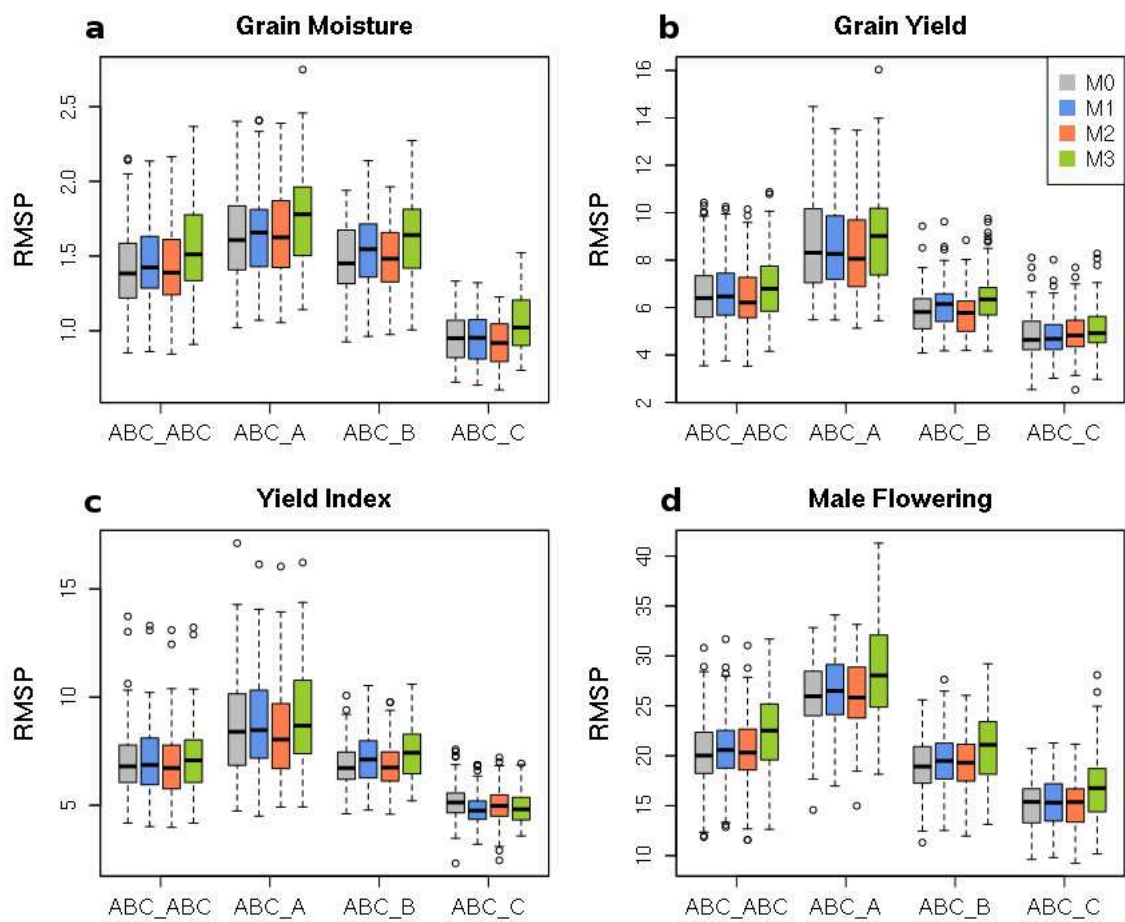 a Grain Moisture
RMSP
2.5
2.0
1.5
1.0
ABC_ABC ABC_A ABC_B ABC_C
b Grain Yield
RMSP
16
14
12
10
8
6
4
2
M0
M1
M2
M3
ABC_ABC ABC_A ABC_B ABC_C
c Yield Index
RMSP
15
10
5
ABC_ABC ABC_A ABC_B ABC_C
d Male Flowering
RMSP
40
35
30
25
20
15
10
ABC_ABC ABC_A ABC_B ABC_C